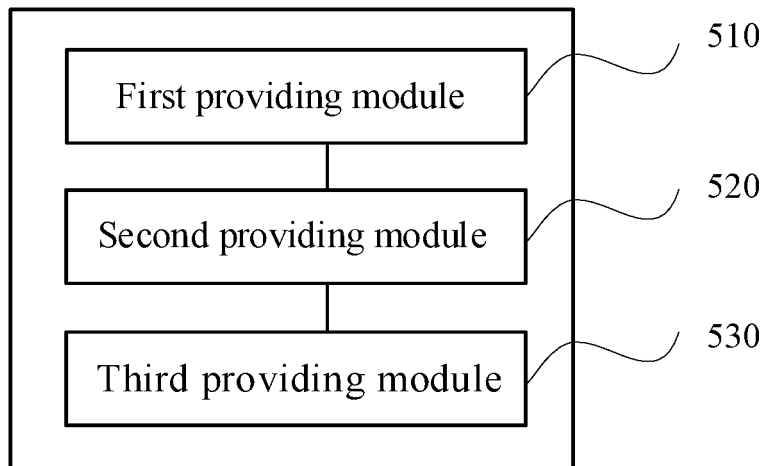 First providing module
510
Second providing module
520
Third providing module
530